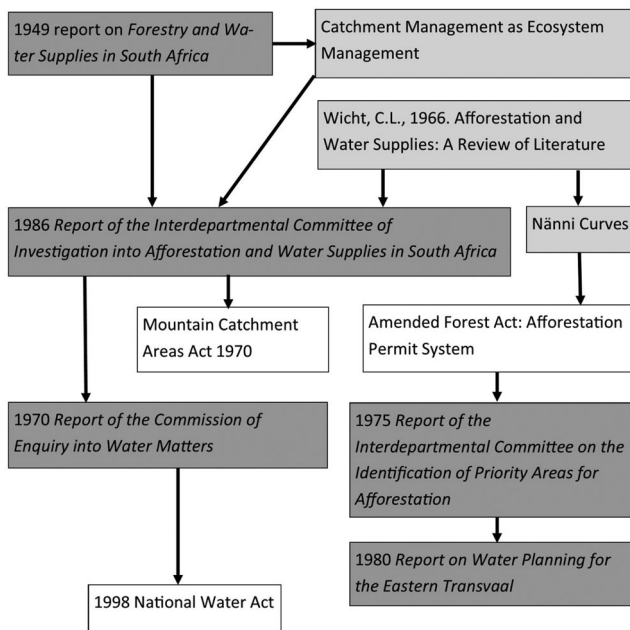 1949 report on Forestry and Wa-
ter Supplies in South Africa
Catchment Management as Ecosystem
Management
Wicht, C.L., 1966. Afforestation and
Water Supplies: A Review of Literature
1986 Report of the Interdepartmental Committee of
Investigation into Afforestation and Water Supplies in South Africa
Nänni Curves
Mountain Catchment
Areas Act 1970
Amended Forest Act: Afforestation
Permit System
1970 Report of the Commission of
Enquiry into Water Matters
1975 Report of the
Interdepartmental Committee on the
Identification of Priority Areas for
Afforestation
1980 Report on Water Planning for
the Eastern Transvaal
1998 National Water Act